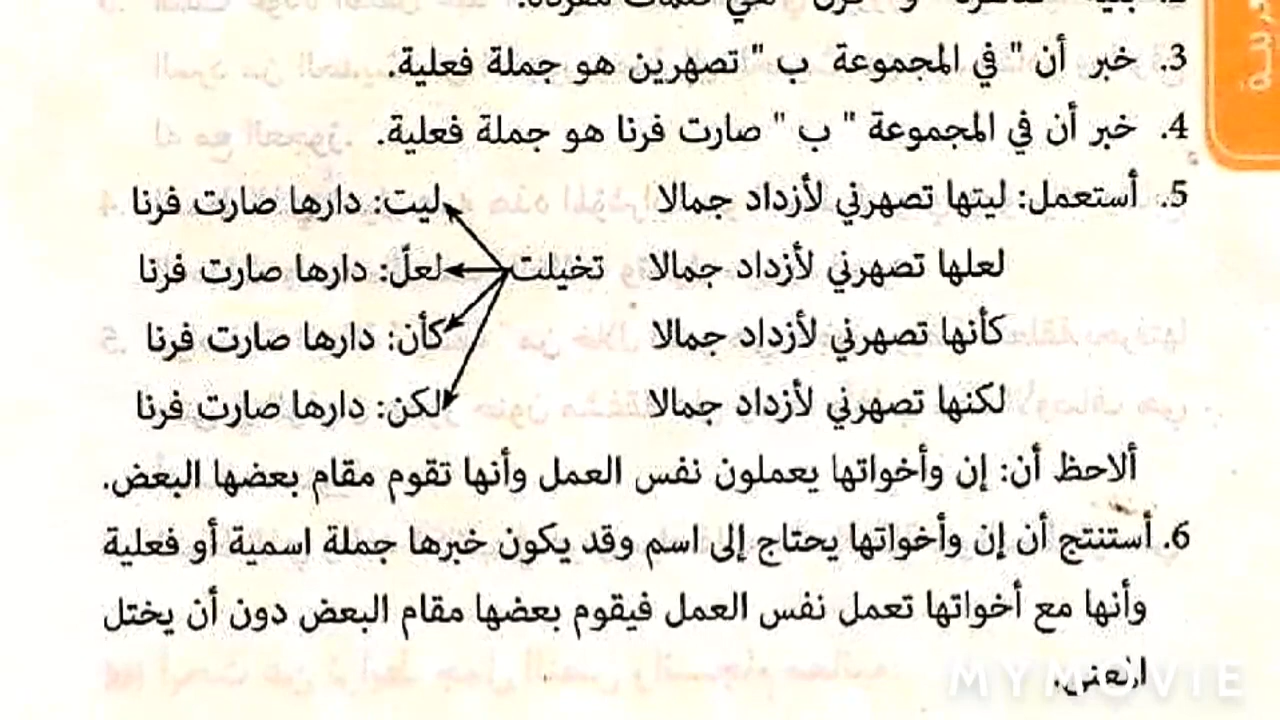 3. خبر أن " في المجموعة ب " تصهرين هو جملة فعلية.
4. خبر أن في المجموعة " ب " صارت فرنا هو جملة فعلية.
5. أستعمل: ليتها تصهرني لأزداد جمالا ليت: دارها صارت فرنا
لعلها تصهرني لأزداد جمالا تخيلت لعلّ: دارها صارت فرنا
كأنها تصهرني لأزداد جمالا كأن: دارها صارت فرنا
لكنها تصهرني لأزداد جمالا لكن: دارها صارت فرنا
ألاحظ أن: إن وأخواتها يعملون نفس العمل وأنها تقوم مقام بعضها البعض.
6. أستنتج أن إن وأخواتها يحتاج إلى اسم وقد يكون خبرها جملة اسمية أو فعلية
وأنها مع أخواتها تعمل نفس العمل فيقوم بعضها مقام البعض دون أن يختل
المعنى.
MYMOVIE